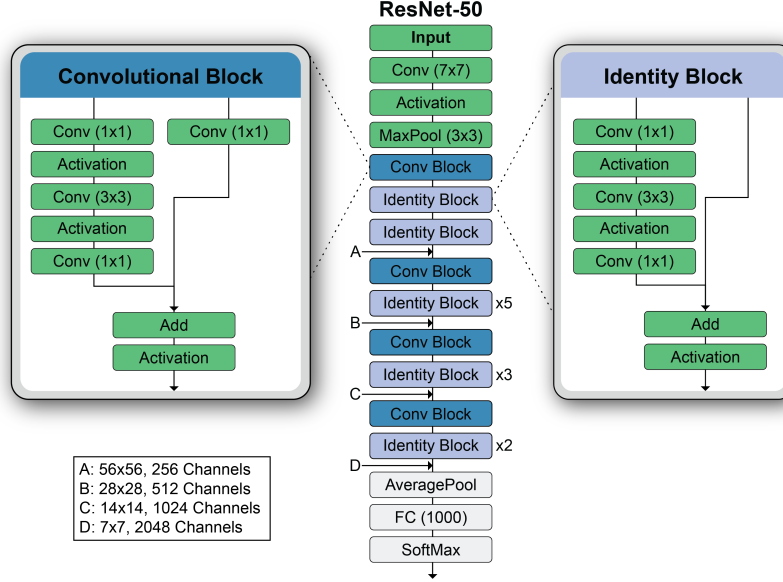 ResNet-50
Input
Conv (7x7)
Activation
MaxPool (3x3)
Conv Block
Identity Block
Identity Block
A
Conv Block
Identity Block x5
B
Conv Block
Identity Block x3
C
Conv Block
Identity Block x2
D
AveragePool
FC (1000)
SoftMax
Convolutional Block
Conv (1x1)
Conv (1x1)
Activation
Conv (3x3)
Activation
Conv (1x1)
Add
Activation
Identity Block
Conv (1x1)
Activation
Conv (3x3)
Activation
Conv (1x1)
Add
Activation
A: 56x56, 256 Channels
B: 28x28, 512 Channels
C: 14x14, 1024 Channels
D: 7x7, 2048 Channels